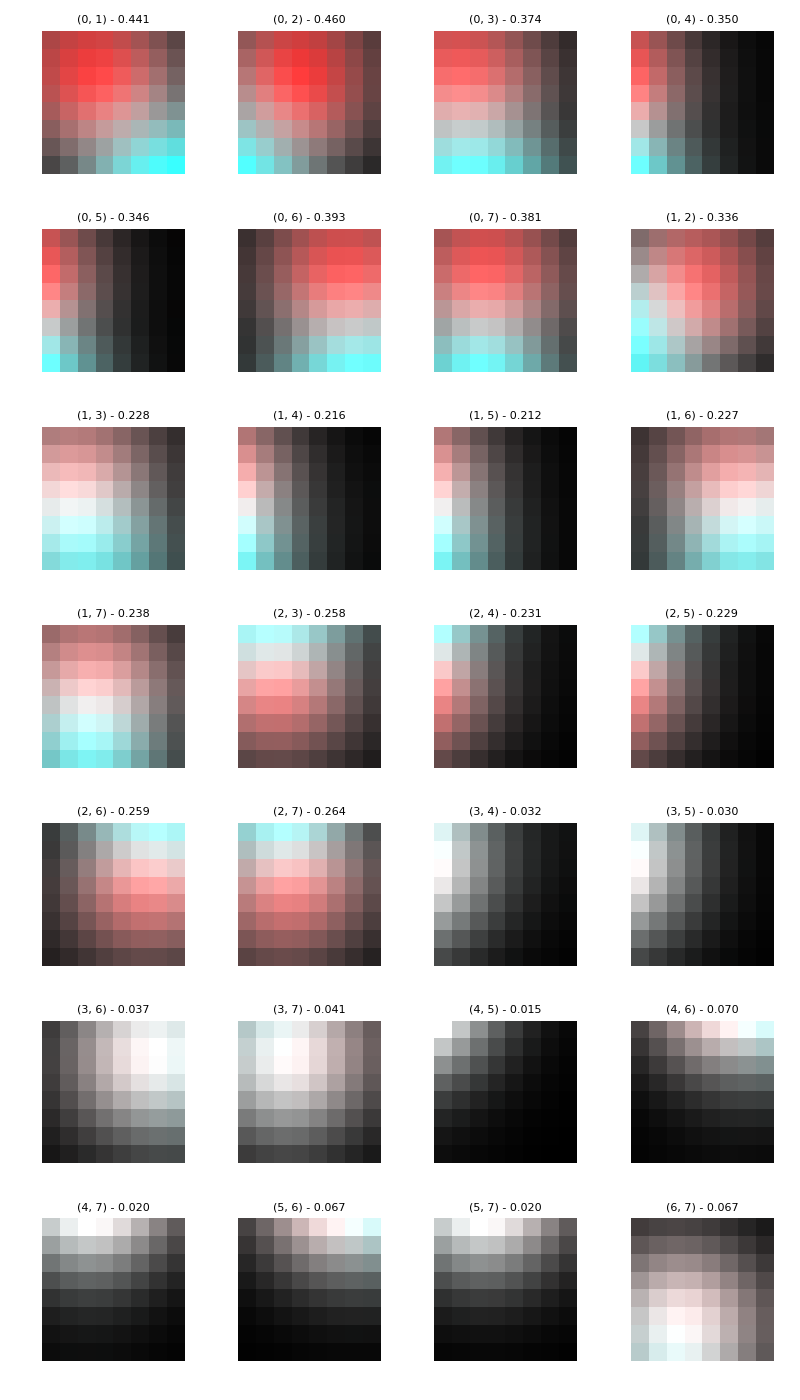 (0, 1) - 0.441
(0, 2) - 0.460
(0, 3) - 0.374
(0, 4) - 0.350
(0, 5) - 0.346
(0, 6) - 0.393
(0, 7) - 0.381
(1, 2) - 0.336
(1, 3) - 0.228
(1, 4) - 0.216
(1, 5) - 0.212
(1, 6) - 0.227
(1, 7) - 0.238
(2, 3) - 0.258
(2, 4) - 0.231
(2, 5) - 0.229
(2, 6) - 0.259
(2, 7) - 0.264
(3, 4) - 0.032
(3, 5) - 0.030
(3, 6) - 0.037
(3, 7) - 0.041
(4, 5) - 0.015
(4, 6) - 0.070
(4, 7) - 0.020
(5, 6) - 0.067
(5, 7) - 0.020
(6, 7) - 0.067